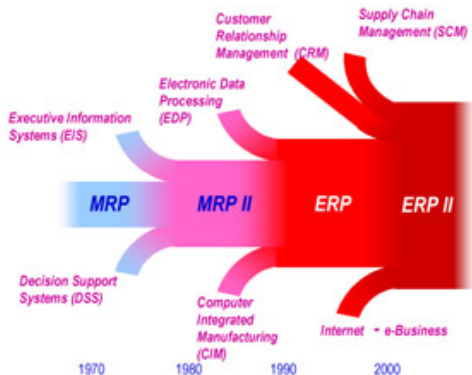 Customer
Relationship
Management (CRM)
Supply Chain
Management (SCM)
Electronic Data
Processing
(EDP)
Executive Information
Systems (EIS)
MRP
MRP II
ERP
ERP II
Decision Support
Systems (DSS)
Computer
Integrated
Manufacturing
(CIM)
Internet - e-Business
1970
1980
1990
2000